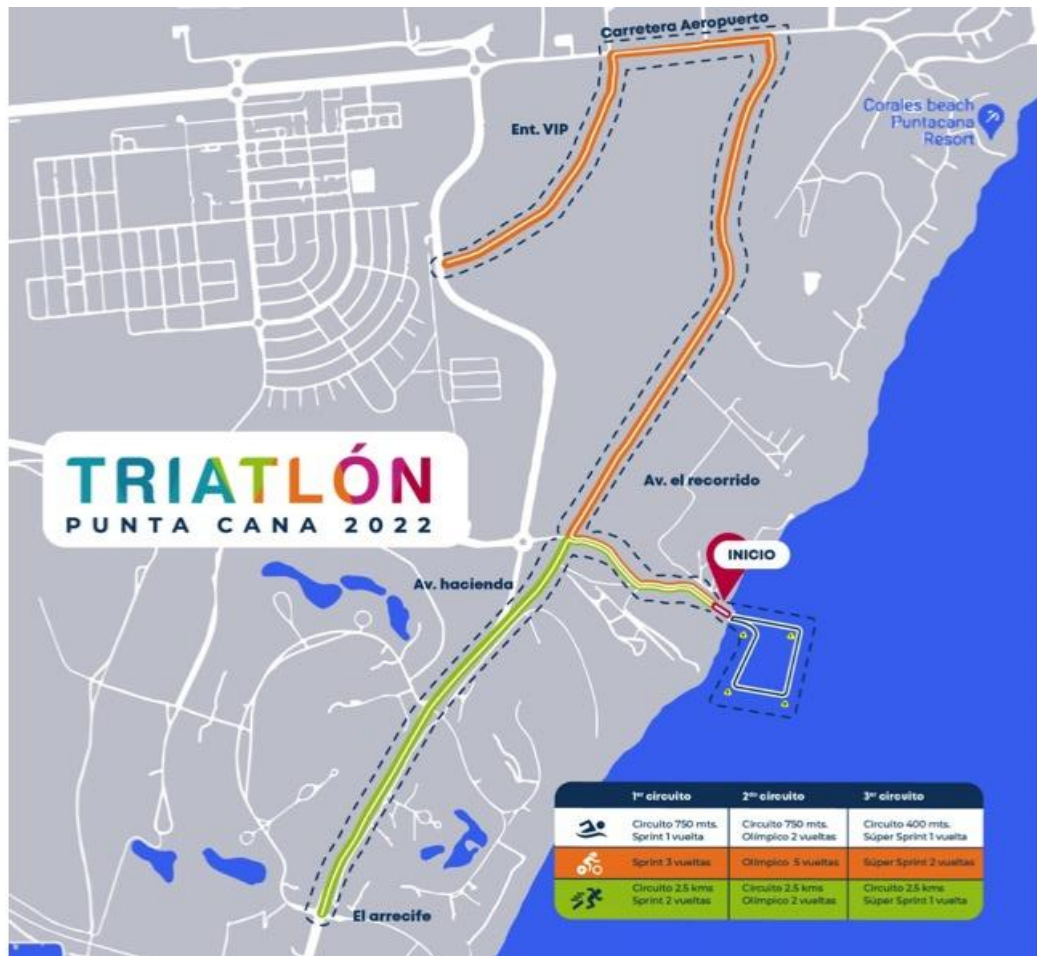 Carretera Aeropuerto
Corales beach
Puntacana
Resort
Ent. VIP
TRIATLÓN
PUNTA CANA 2022
Av. el recorrido
INICIO
Av. hacienda
El arrecife
1er circuito 2do circuito 3er circuito
Circuito 750 mts. Circuito 750 mts. Circuito 400 mts.
Sprint 1 vuelta Olímpico 2 vueltas Súper Sprint 1 vuelta
Sprint 3 vueltas Olímpico 5 vueltas Súper Sprint 2 vueltas
Circuito 2.5 kms Circuito 2.5 kms Circuito 2.5 kms
Sprint 2 vueltas Olímpico 2 vueltas Súper Sprint 1 vuelta